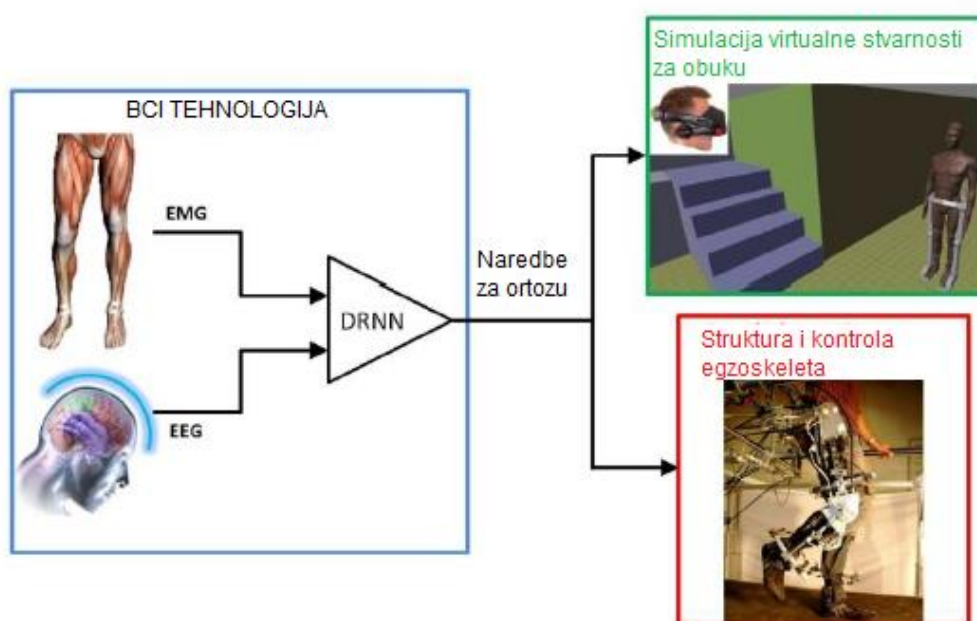 BCI TEHNOLOGIJA
EMG
EEG
DRNN
Naredbe
za ortozu
Simulacija virtualne stvarnosti
za obuku
Struktura i kontrola
egzoskeleta